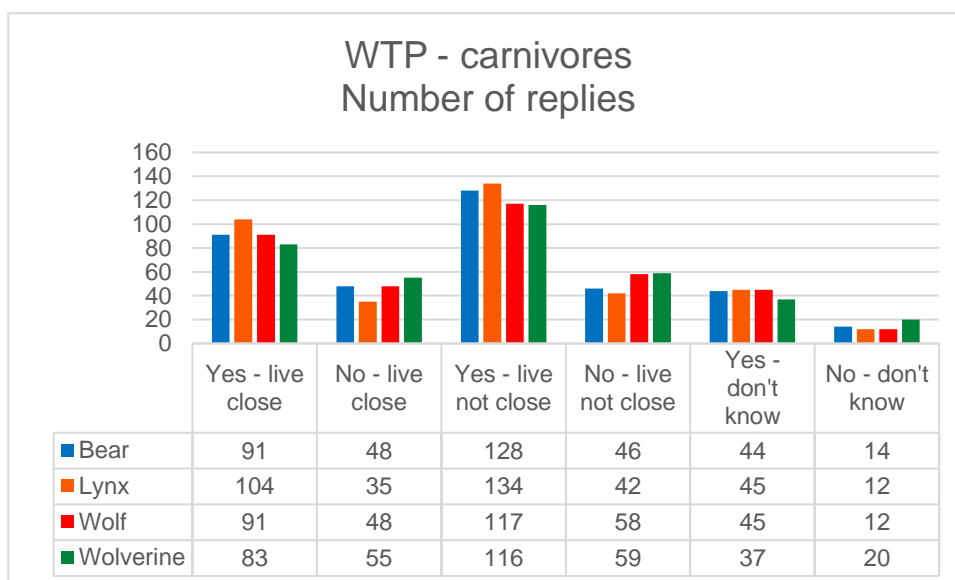 WTP - carnivores
Number of replies
160
140
120
100
80
60
40
20
0
Yes - live close
No - live close
Yes - live not close
No - live not close
Yes - don't know
No - don't know
Bear 91 48 128 46 44 14
Lynx 104 35 134 42 45 12
Wolf 91 48 117 58 45 12
Wolverine 83 55 116 59 37 20